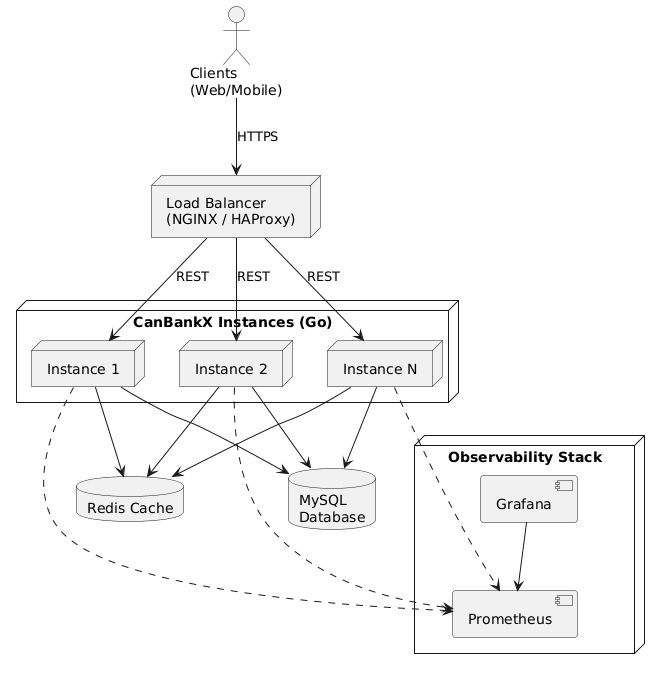 Clients
(Web/Mobile)
HTTPS
Load Balancer
(NGINX / HAProxy)
REST
REST
REST
CanBankX Instances (Go)
Instance 1
Instance 2
Instance N
Observability Stack
Redis Cache
MySQL
Database
Grafana
Prometheus